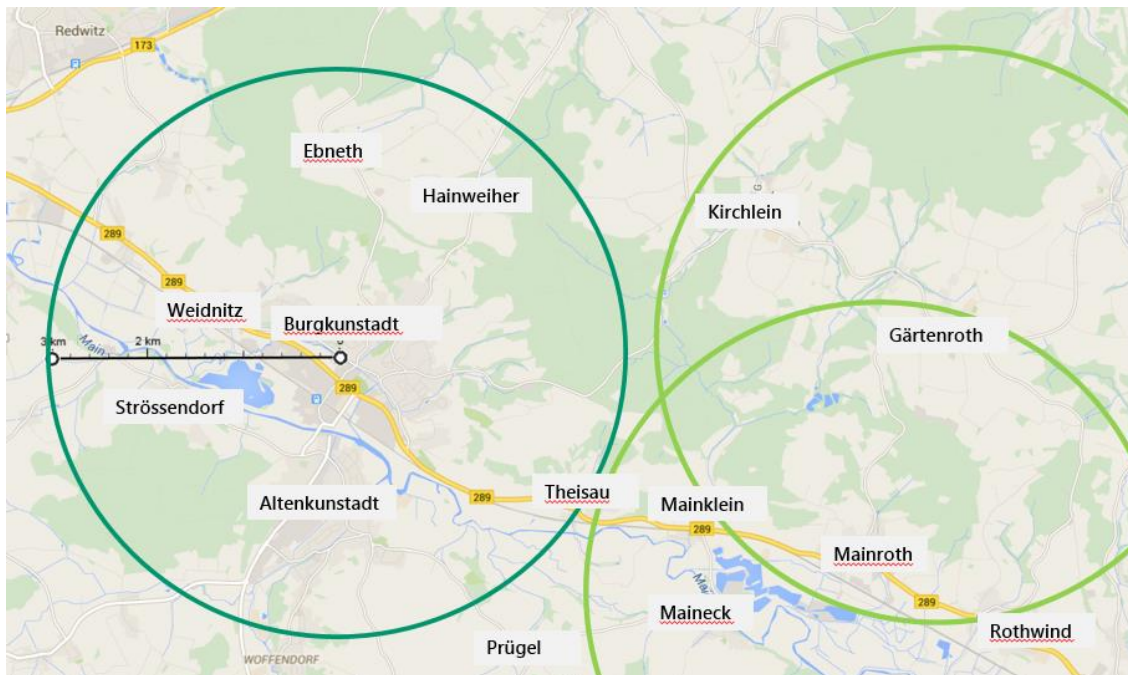 Redwitz
173
Ebneth
Hainweiher
Kirchlein
289
289
Weidnitz
Burgkunstadt
Gärtenroth
3 km
2 km
Main
289
Strössendorf
Theisau
Mainklein
289
Altenkunstadt
289
Mainroth
Main
289
Maineck
Rothwind
Prügel
WOFFENDORF